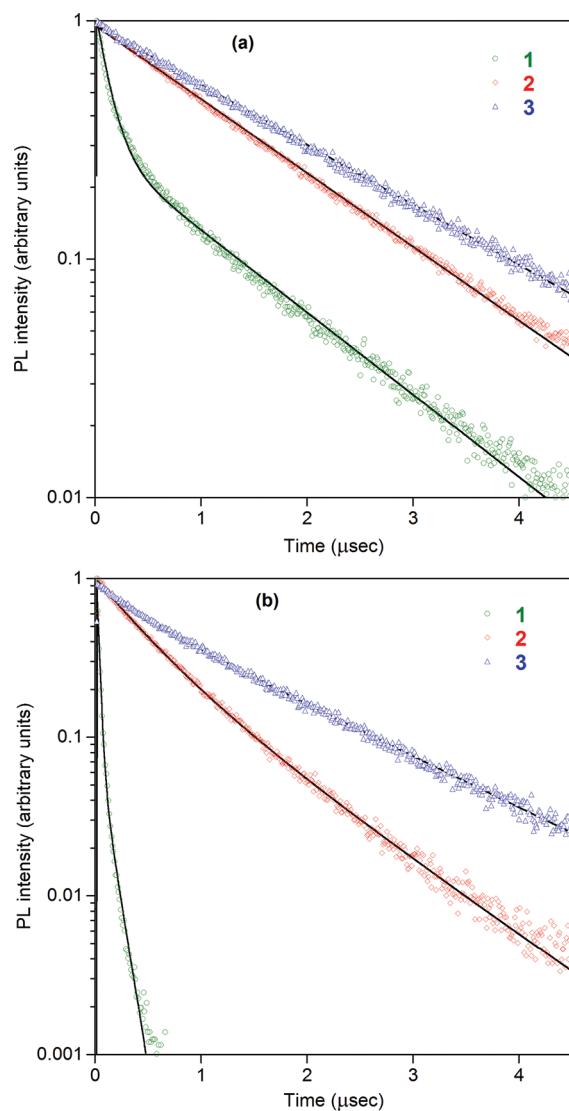 1
(a)
1
2
3
PL intensity (arbitrary units)
0.1
0.01
0 1 2 3 4
Time (μsec)
1
(b)
1
2
3
PL intensity (arbitrary units)
0.1
0.01
0.001
0 1 2 3 4
Time (μsec)